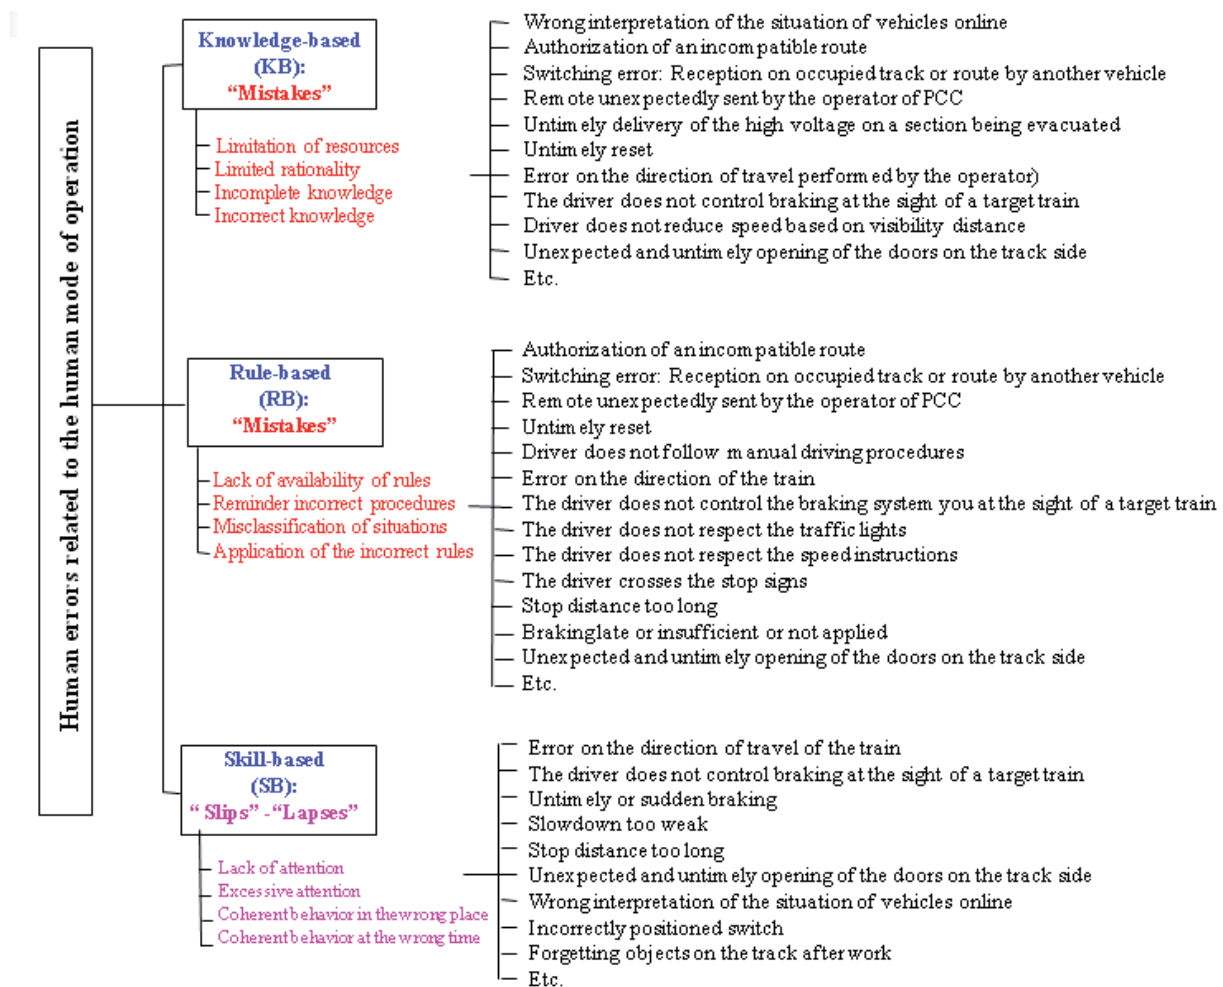 Human errors related to the human mode of operation
Knowledge-based
(KB):
“Mistakes”
Limitation of resources
Limited rationality
Incomplete knowledge
Incorrect knowledge
Wrong interpretation of the situation of vehicles online
Authorization of an incompatible route
Switching error: Reception on occupied track or route by another vehicle
Remote unexpectedly sent by the operator of PCC
Untimely delivery of the high voltage on a section being evacuated
Untimely reset
Error on the direction of travel performed by the operator)
The driver does not control braking at the sight of a target train
Driver does not reduce speed based on visibility distance
Unexpected and untimely opening of the doors on the track side
Etc.
Rule-based
(RB):
“Mistakes”
Lack of availability of rules
Reminder incorrect procedures
Misclassification of situations
Application of the incorrect rules
Authorization of an incompatible route
Switching error: Reception on occupied track or route by another vehicle
Remote unexpectedly sent by the operator of PCC
Untimely reset
Driver does not follow manual driving procedures
Error on the direction of the train
The driver does not control the braking system you at the sight of a target train
The driver does not respect the traffic lights
The driver does not respect the speed instructions
The driver crosses the stop signs
Stop distance too long
Braking late or insufficient or not applied
Unexpected and untimely opening of the doors on the track side
Etc.
Skill-based
(SB):
“Slips” -“Lapses”
Lack of attention
Excessive attention
Coherent behavior in the wrong place
Coherent behavior at the wrong time
Error on the direction of travel of the train
The driver does not control braking at the sight of a target train
Untimely or sudden braking
Slowdown too weak
Stop distance too long
Unexpected and untimely opening of the doors on the track side
Wrong interpretation of the situation of vehicles online
Incorrectly positioned switch
Forgetting objects on the track after work
Etc.